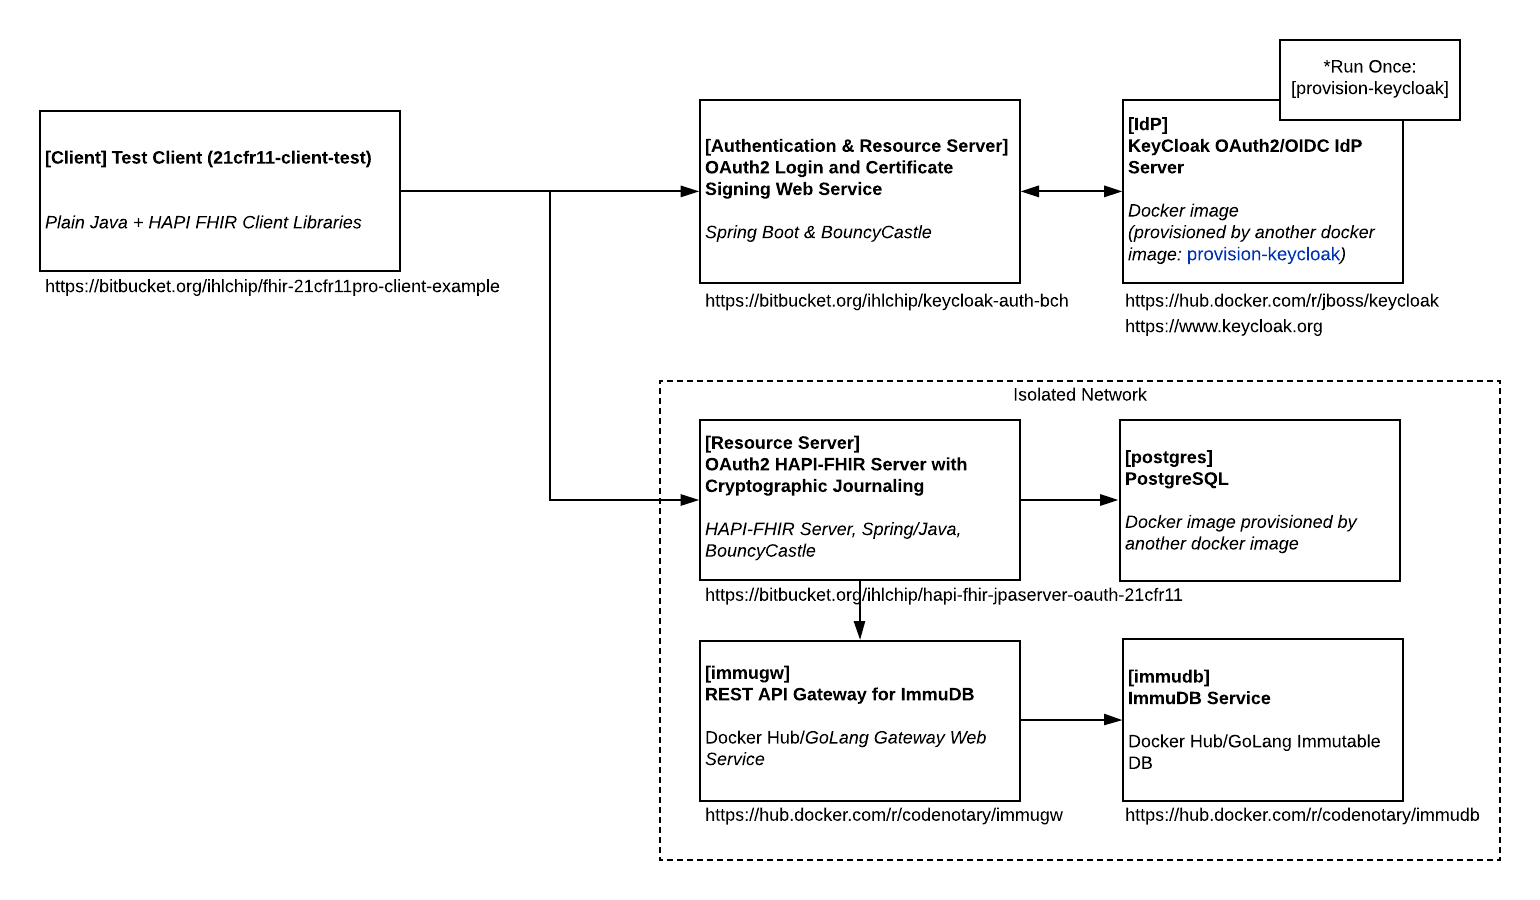 *Run Once:
[provision-keycloak]
[Client] Test Client (21cfr11-client-test)
Plain Java + HAPI FHIR Client Libraries
https://bitbucket.org/ihlchip/fhir-21cfr11pro-client-example
[Authentication & Resource Server]
OAuth2 Login and Certificate
Signing Web Service
Spring Boot & BouncyCastle
https://bitbucket.org/ihlchip/keycloak-auth-bch
[IdP]
KeyCloak OAuth2/OIDC IdP
Server
Docker image
(provisioned by another docker
image: provision-keycloak)
https://hub.docker.com/r/jboss/keycloak
https://www.keycloak.org
Isolated Network
[Resource Server]
OAuth2 HAPI-FHIR Server with
Cryptographic Journaling
HAPI-FHIR Server, Spring/Java,
BouncyCastle
https://bitbucket.org/ihlchip/hapi-fhir-jpaserver-oauth-21cfr11
[postgres]
PostgreSQL
Docker image provisioned by
another docker image
[immugw]
REST API Gateway for ImmuDB
Docker Hub/GoLang Gateway Web
Service
https://hub.docker.com/r/codenotary/immugw
[immudb]
ImmuDB Service
Docker Hub/GoLang Immutable
DB
https://hub.docker.com/r/codenotary/immudb